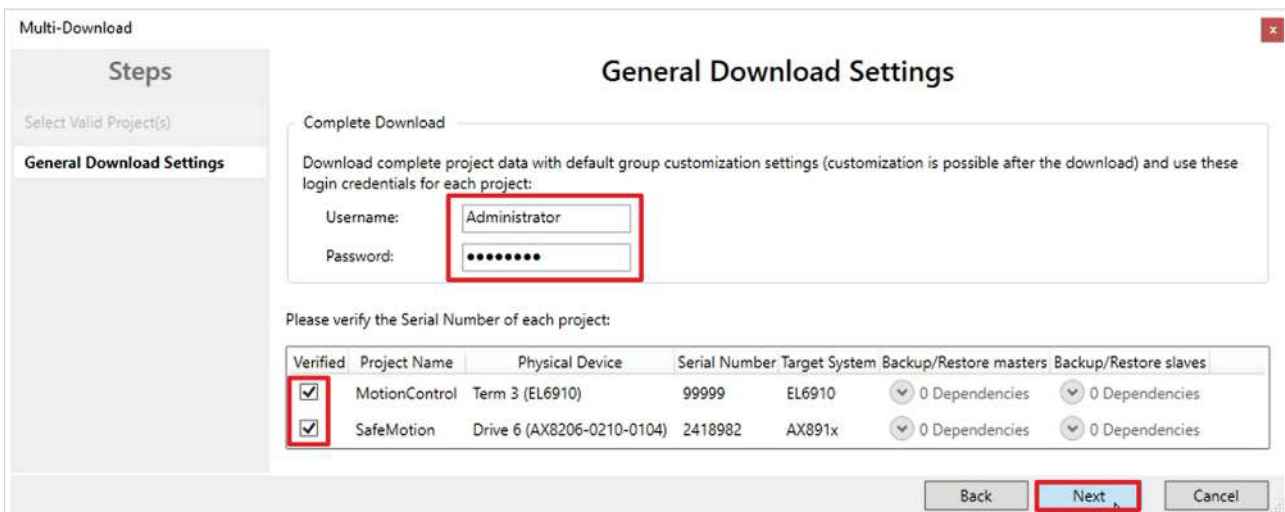 Multi-Download
x
Steps
General Download Settings
Select Valid Project(s)
General Download Settings
Complete Download
Download complete project data with default group customization settings (customization is possible after the download) and use these
login credentials for each project:
Username: Administrator
Password: ●●●●●●●●
Please verify the Serial Number of each project:
Verified Project Name Physical Device Serial Number Target System Backup/Restore masters Backup/Restore slaves
MotionControl Term 3 (EL6910) 99999 EL6910 0 Dependencies 0 Dependencies
SafeMotion Drive 6 (AX8206-0210-0104) 2418982 AX891x 0 Dependencies 0 Dependencies
Back Next Cancel